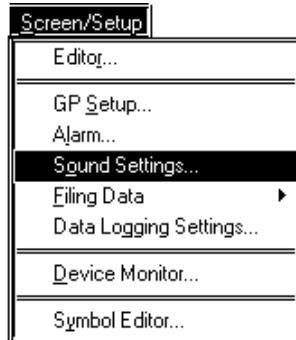 Screen/Setup
Editor...
GP Setup...
Alarm...
Sound Settings...
Filing Data
Data Logging Settings...
Device Monitor...
Symbol Editor...